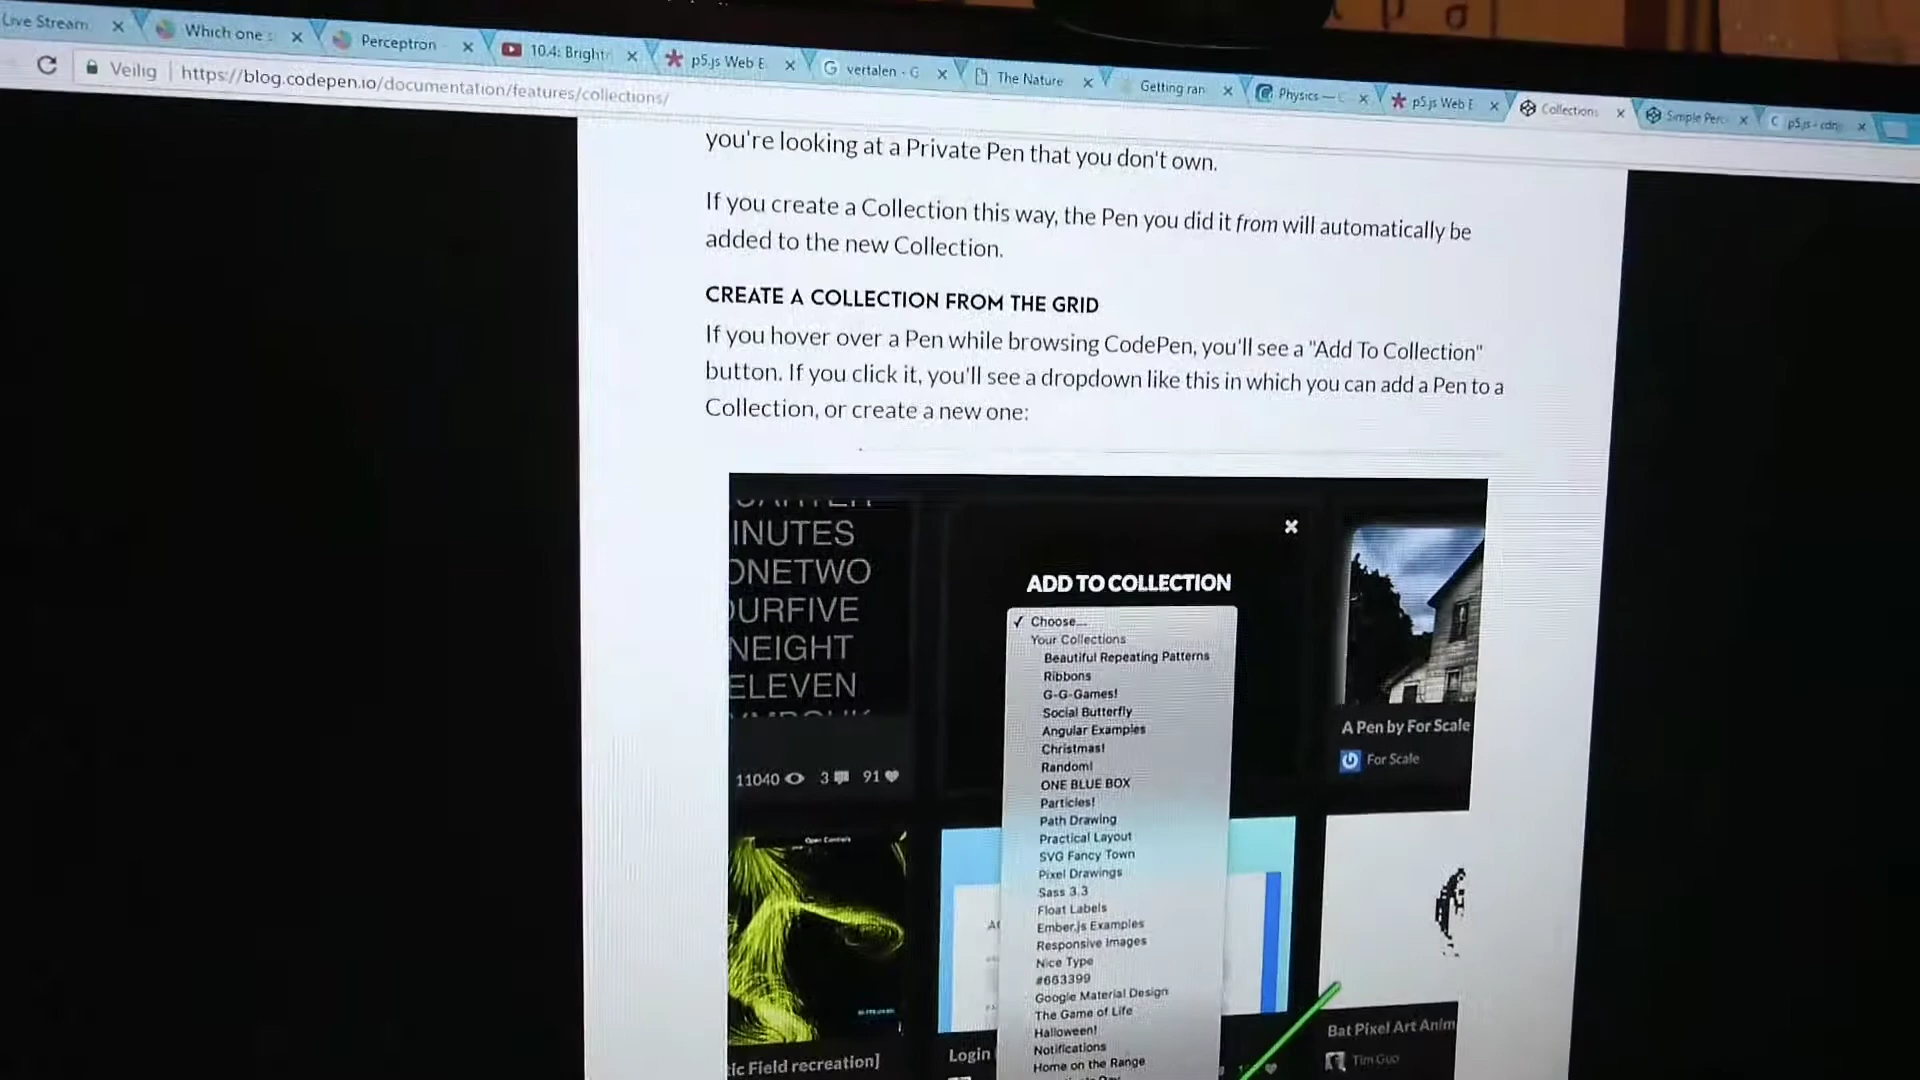 Live Stream
Which one
Perceptron
10.4: Bright
p5.js Web E
vertalen - G
The Nature
Getting ran
Physics —
p5.js Web E
Collections
Simple Perc
p5.js - cdn
Veilig
https://blog.codepen.io/documentation/features/collections/
you're looking at a Private Pen that you don't own.
If you create a Collection this way, the Pen you did it from will automatically be
added to the new Collection.
CREATE A COLLECTION FROM THE GRID
If you hover over a Pen while browsing CodePen, you'll see a "Add To Collection"
button. If you click it, you'll see a dropdown like this in which you can add a Pen to a
Collection, or create a new one:
INUTES
ONETWO
OURFIVE
NEIGHT
ELEVEN
11040 3 91
ADD TO COLLECTION
Choose...
Your Collections
Beautiful Repeating Patterns
Ribbons
G-G-Games!
Social Butterfly
Angular Examples
Christmas!
Random!
ONE BLUE BOX
Particles!
Path Drawing
Practical Layout
SVG Fancy Town
Pixel Drawings
Sass 3.3
Float Labels
Ember.js Examples
Responsive Images
Nice Type
#663399
Google Material Design
The Game of Life
Halloween!
Notifications
Home on the Range
A Pen by For Scale
For Scale
Open Controls
tic Field recreation]
Login
Bat Pixel Art Anim
Tim Guo